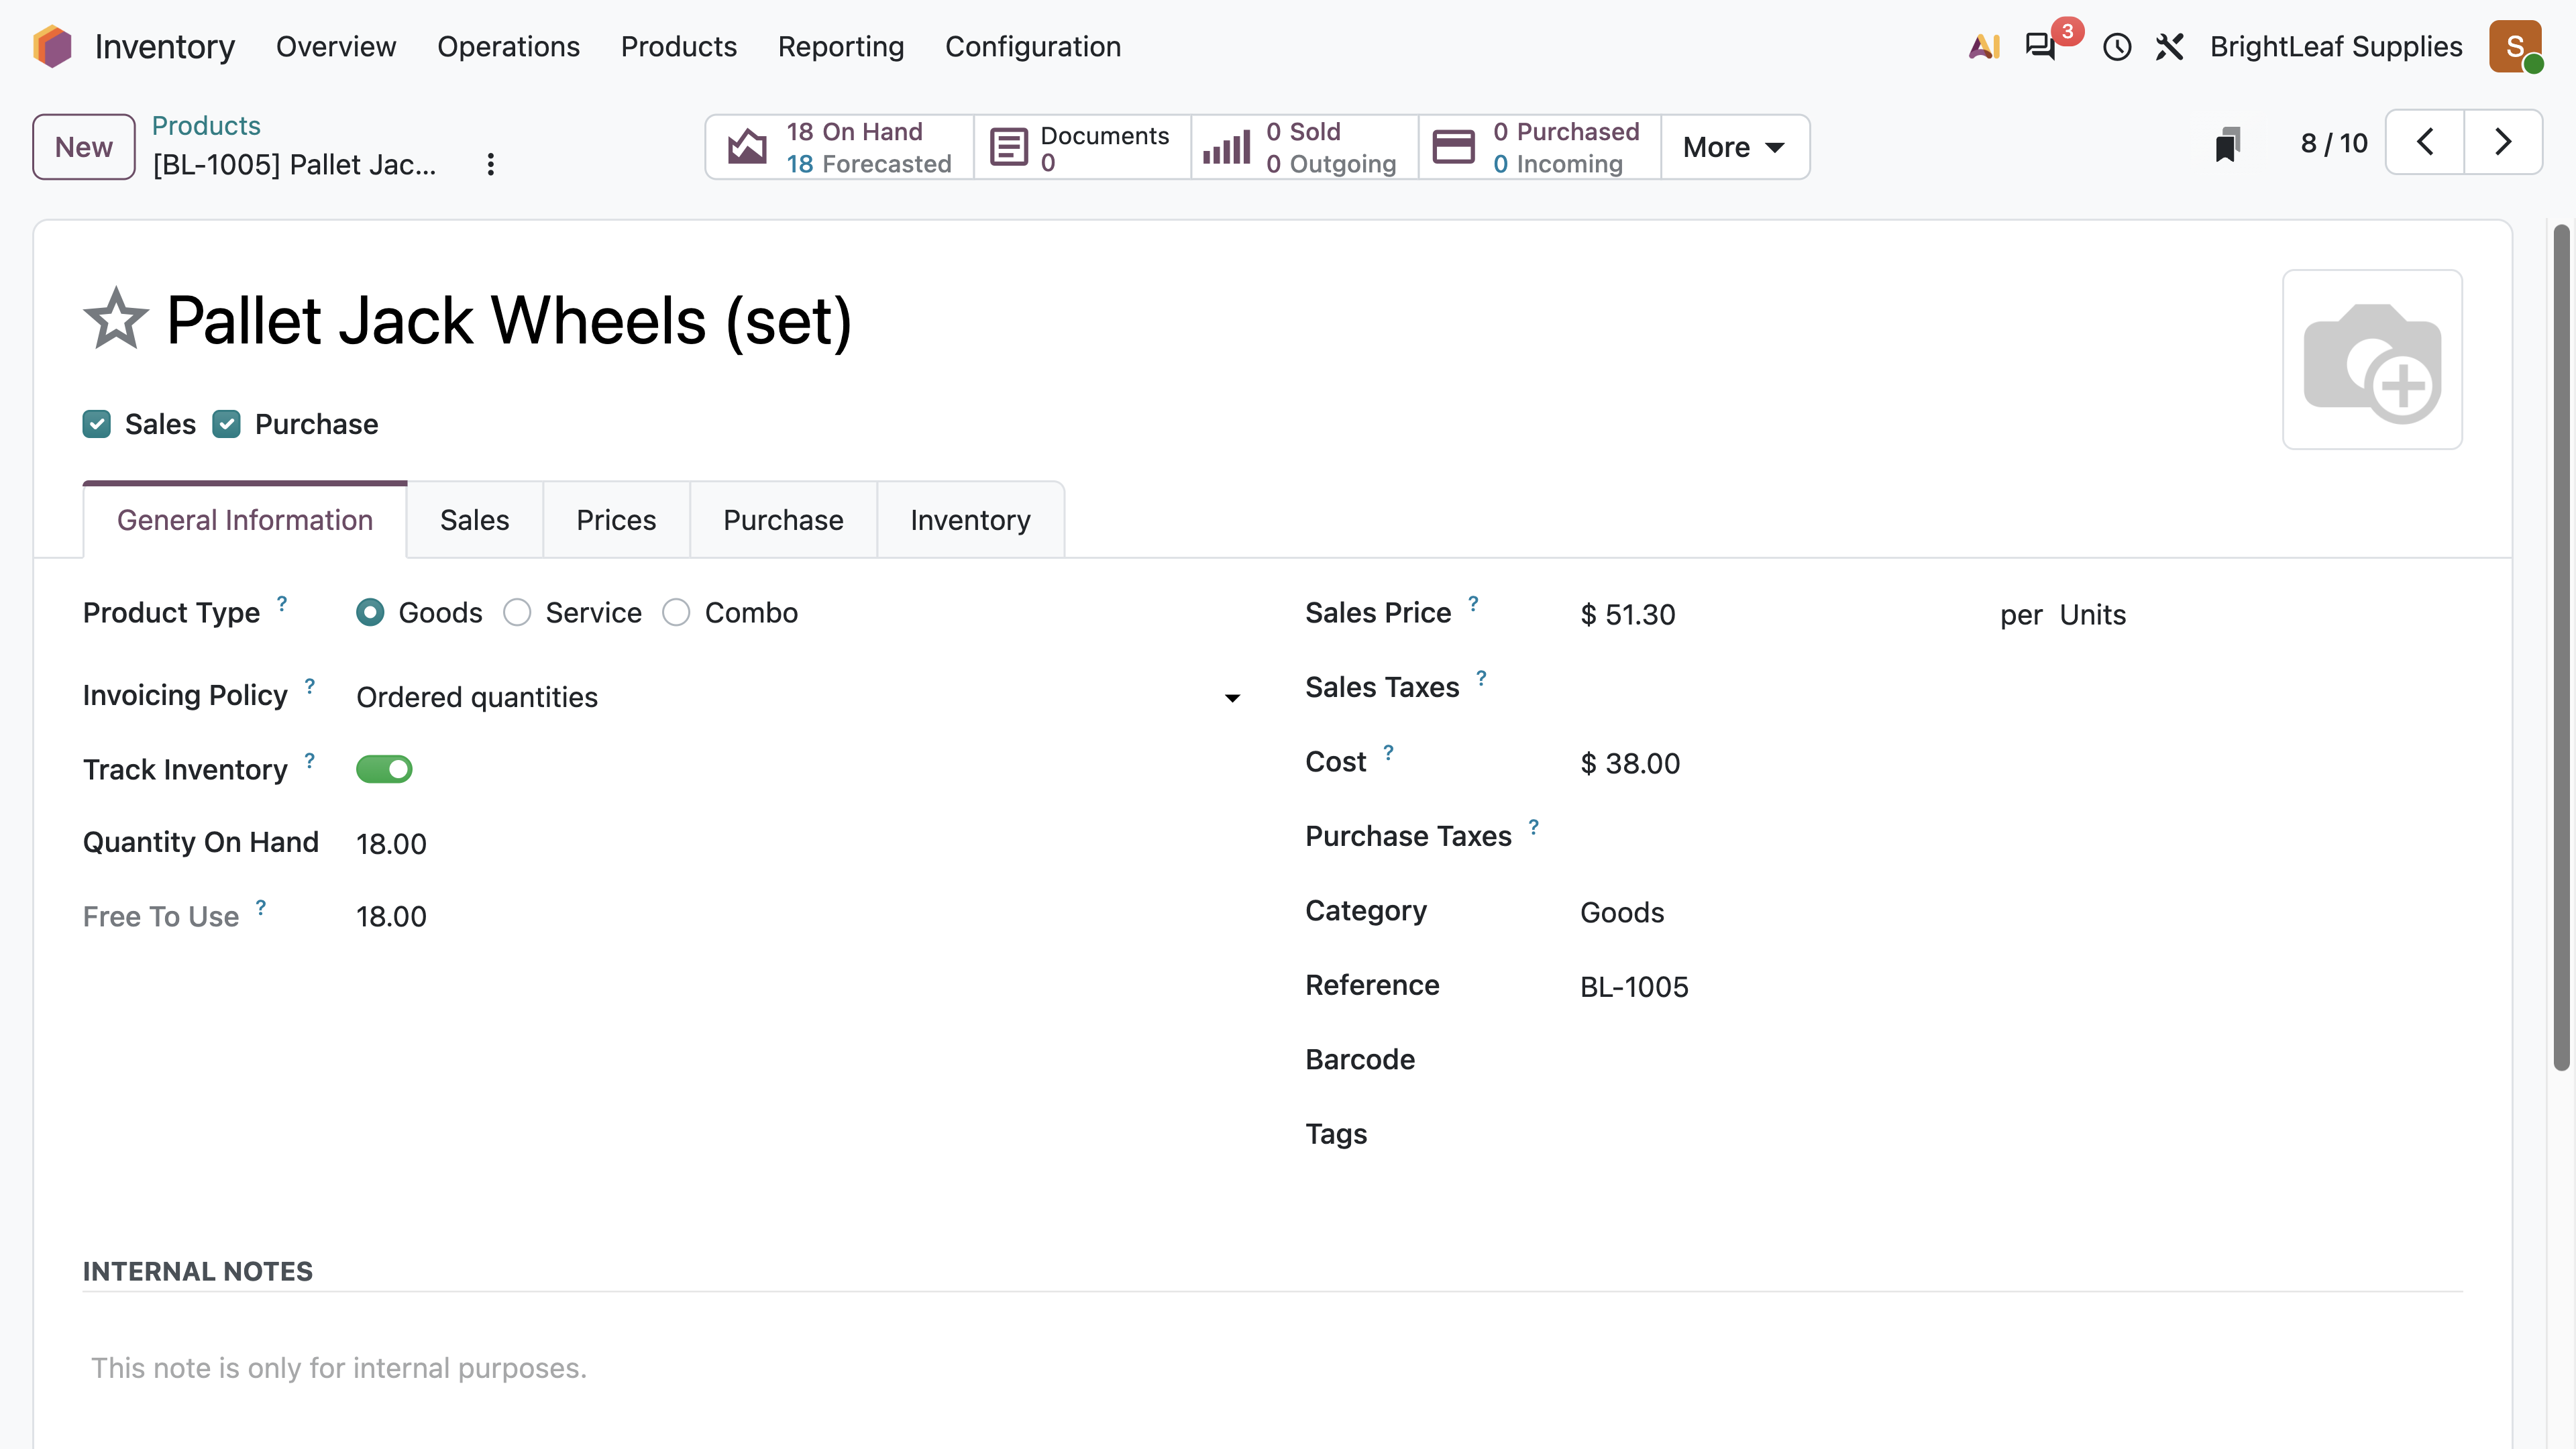 Inventory Overview Operations Products Reporting Configuration AI 3 BrightLeaf Supplies S
New Products
[BL-1005] Pallet Jac...
18 On Hand
18 Forecasted
Documents
0
0 Sold
0 Outgoing
0 Purchased
0 Incoming
More
8 / 10
Pallet Jack Wheels (set)
Sales Purchase
General Information Sales Prices Purchase Inventory
Product Type ? Goods Service Combo
Invoicing Policy ? Ordered quantities
Track Inventory ?
Quantity On Hand 18.00
Free To Use ? 18.00
Sales Price ? $ 51.30 per Units
Sales Taxes ?
Cost ? $ 38.00
Purchase Taxes ?
Category Goods
Reference BL-1005
Barcode
Tags
INTERNAL NOTES
This note is only for internal purposes.